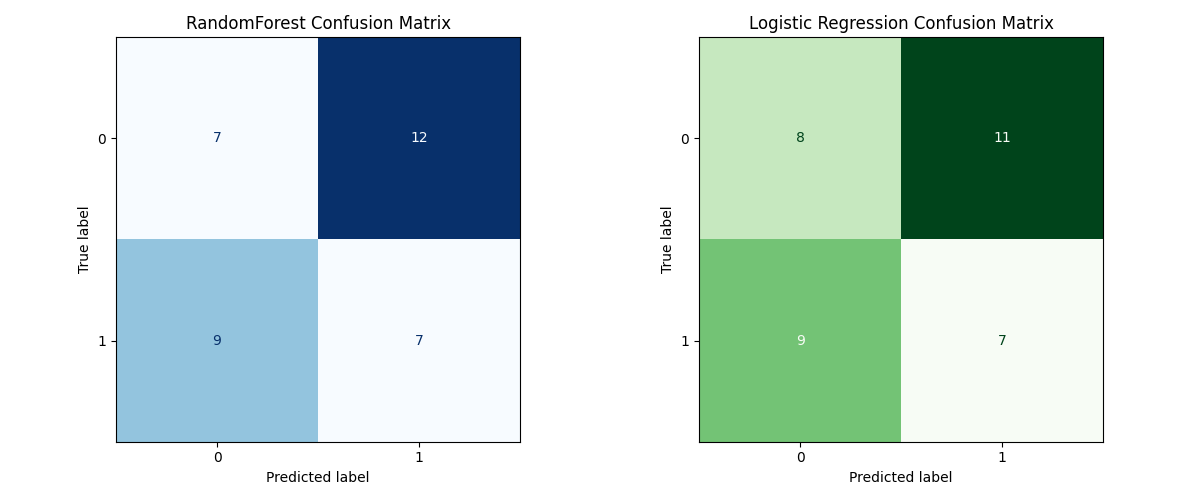 RandomForest Confusion Matrix
True label
0
7
12
1
9
7
0
1
Predicted label
Logistic Regression Confusion Matrix
True label
0
8
11
1
9
7
0
1
Predicted label